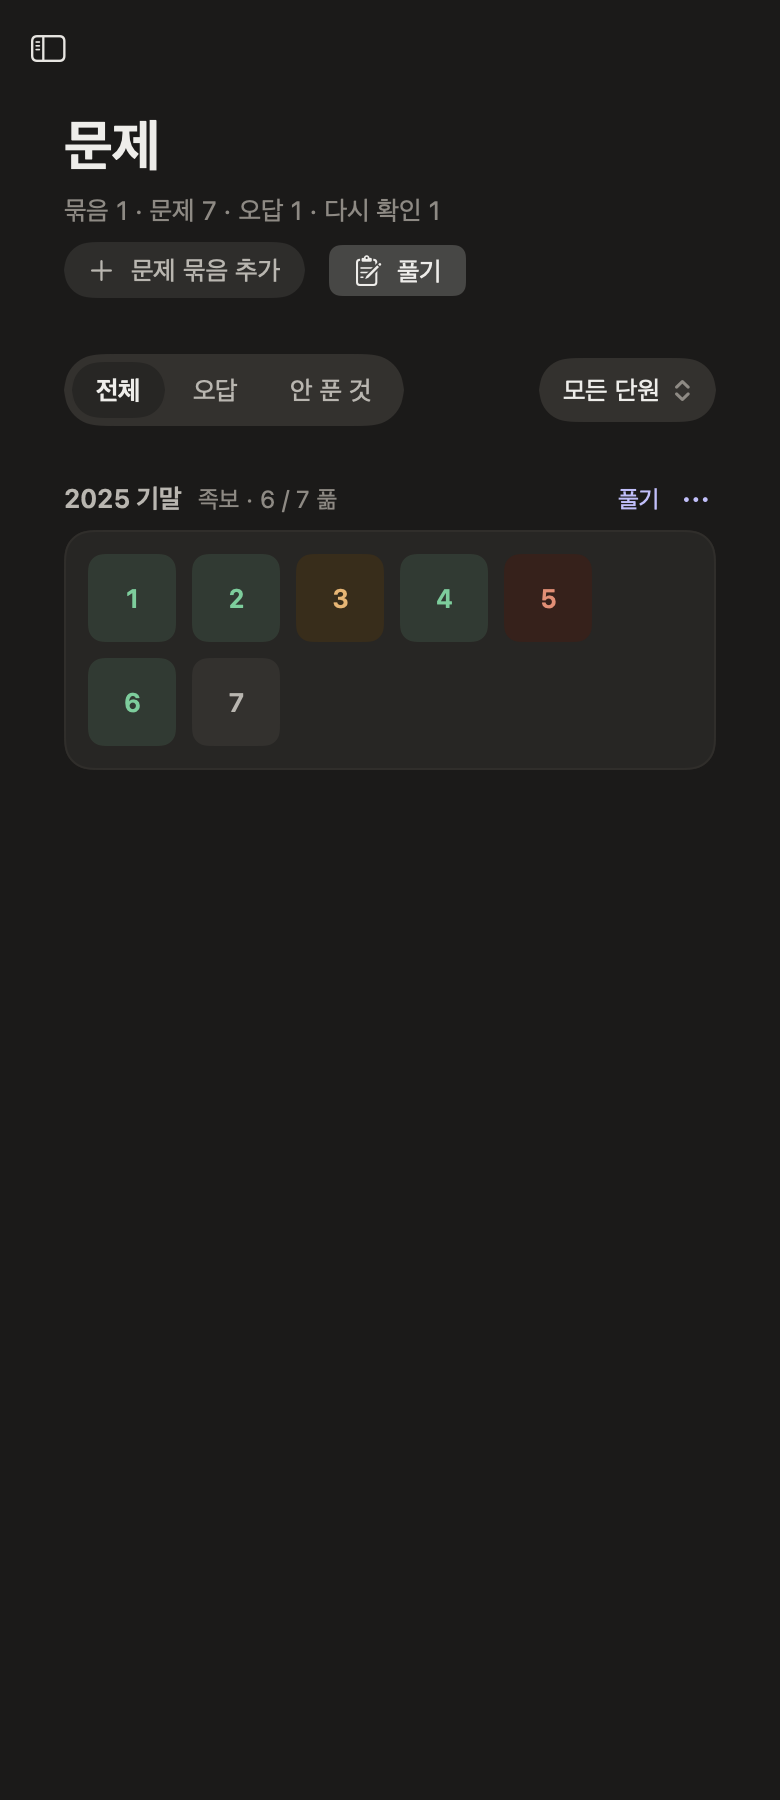 문제
묶음 1 · 문제 7 · 오답 1 · 다시 확인 1
문제 묶음 추가 풀기
전체 오답 안 푼 것 모든 단원
2025 기말 족보 · 6 / 7 풂 풀기
1 2 3 4 5
6 7